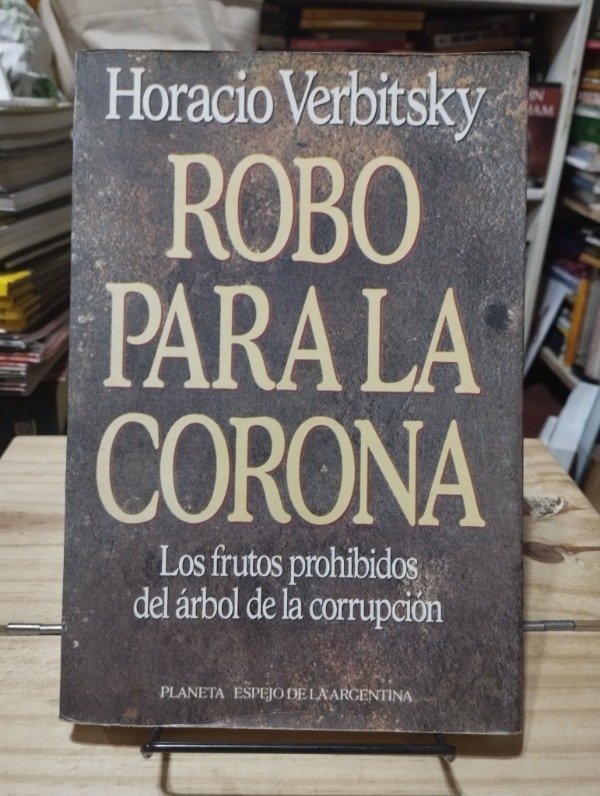 Horacio Verbitsky
ROBO
PARA LA
CORONA
Los frutos prohibidos
del árbol de la corrupción
PLANETA ESPEJO DE LA ARGENTINA